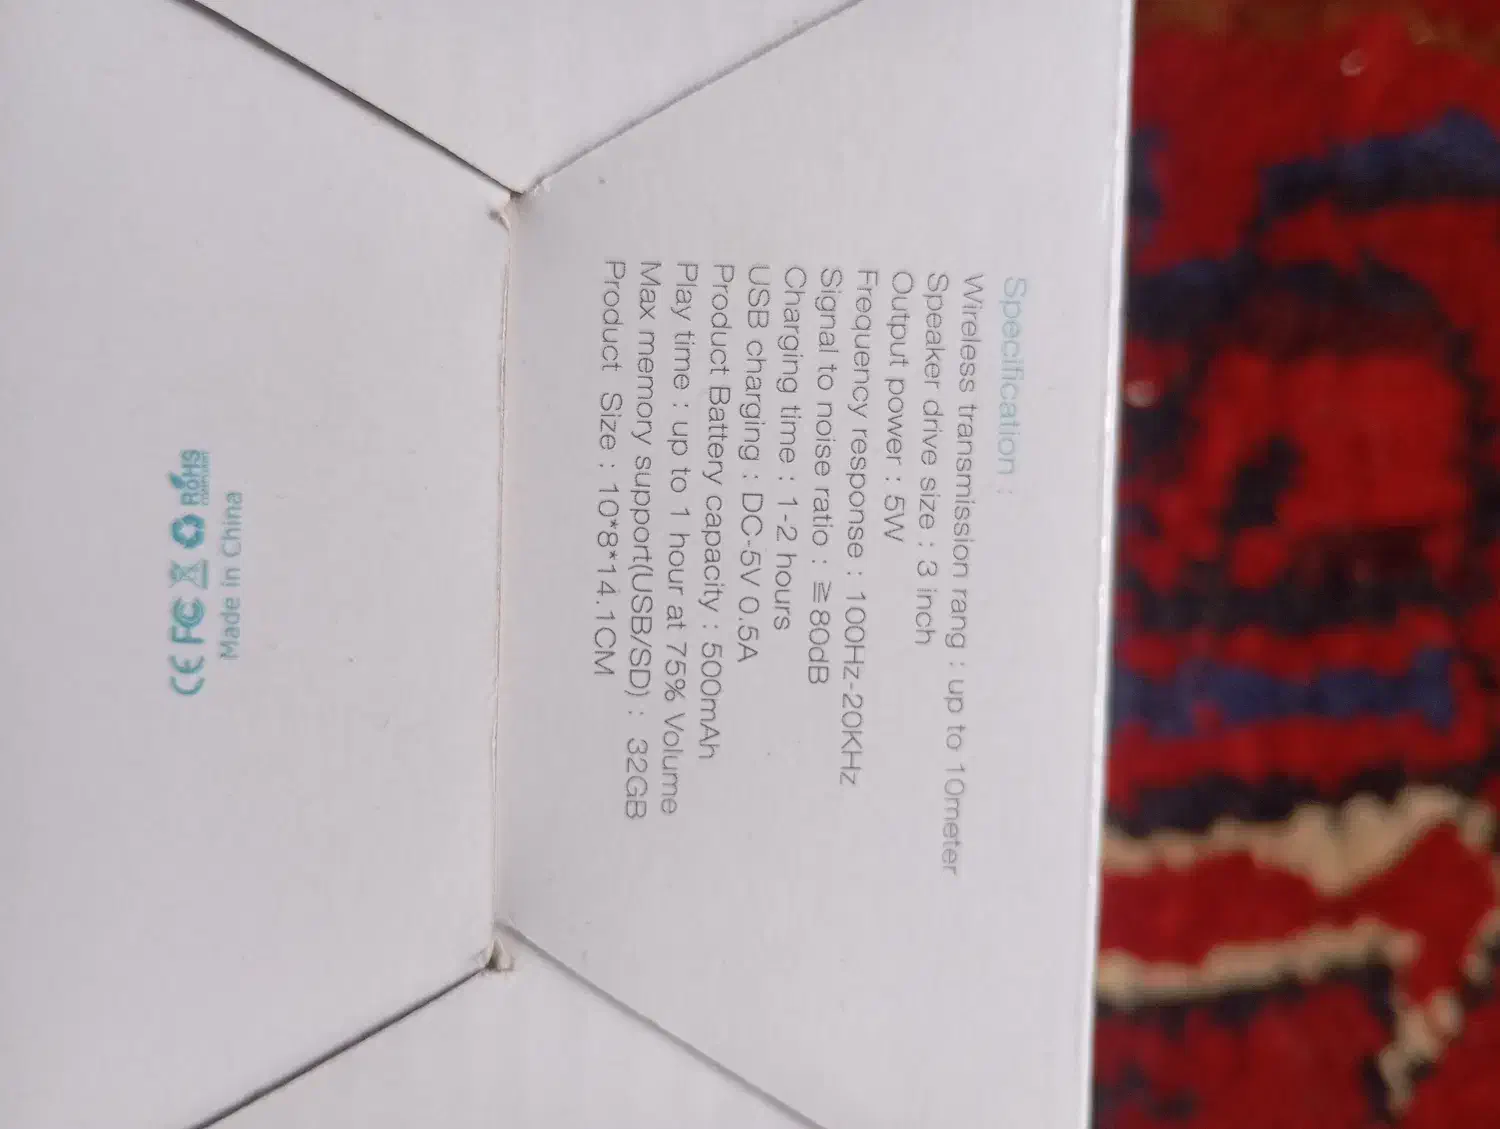 Specification :
Wireless transmission rang : up to 10meter
Speaker drive size : 3 inch
Output power : 5W
Frequency response : 100Hz-20KHz
Signal to noise ratio : ≧80dB
Charging time : 1-2 hours
USB charging : DC-5V 0.5A
Product Battery capacity : 500mAh
Play time : up to 1 hour at 75% Volume
Max memory support(USB/SD) : 32GB
Product Size : 10*8*14.1CM
Made in China
CE FC RoHS